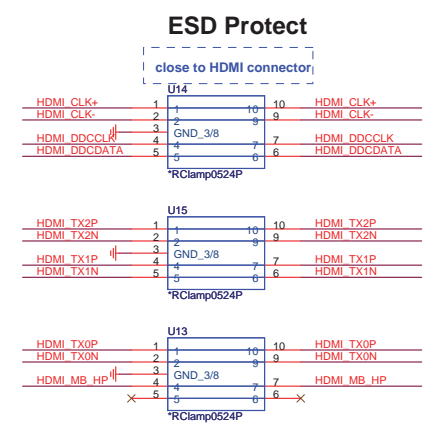 ESD Protect
close to HDMI connector
U14
HDMI_CLK+ 1 1 10 10 HDMI_CLK+
HDMI_CLK- 2 2 9 9 HDMI_CLK-
3 GND_3/8
HDMI_DDCCLK 4 4 7 7 HDMI_DDCCLK
HDMI_DDCDATA 5 5 6 6 HDMI_DDCDATA
*RClamp0524P
U15
HDMI_TX2P 1 1 10 10 HDMI_TX2P
HDMI_TX2N 2 2 9 9 HDMI_TX2N
3 GND_3/8
HDMI_TX1P 4 4 7 7 HDMI_TX1P
HDMI_TX1N 5 5 6 6 HDMI_TX1N
*RClamp0524P
U13
HDMI_TX0P 1 1 10 10 HDMI_TX0P
HDMI_TX0N 2 2 9 9 HDMI_TX0N
3 GND_3/8
HDMI_MB_HP 4 4 7 7 HDMI_MB_HP
5 5 6 6
*RClamp0524P